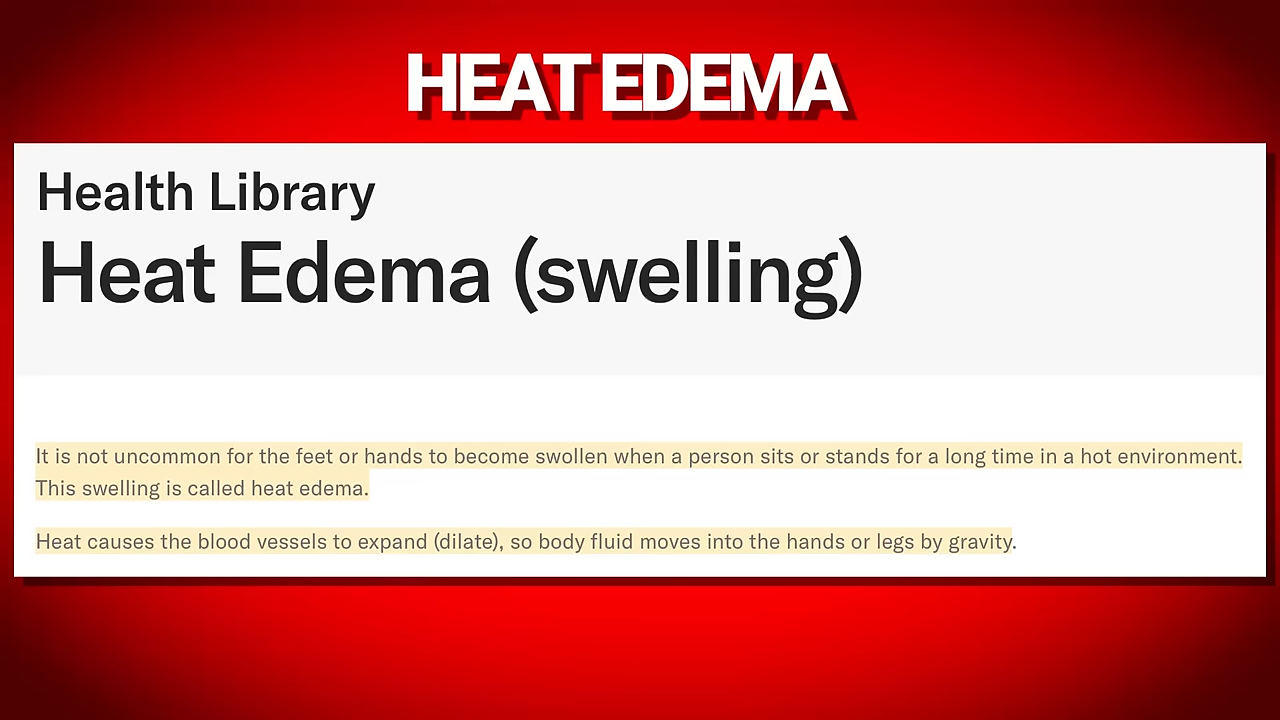 HEAT EDEMA
Health Library
Heat Edema (swelling)
It is not uncommon for the feet or hands to become swollen when a person sits or stands for a long time in a hot environment.
This swelling is called heat edema.
Heat causes the blood vessels to expand (dilate), so body fluid moves into the hands or legs by gravity.